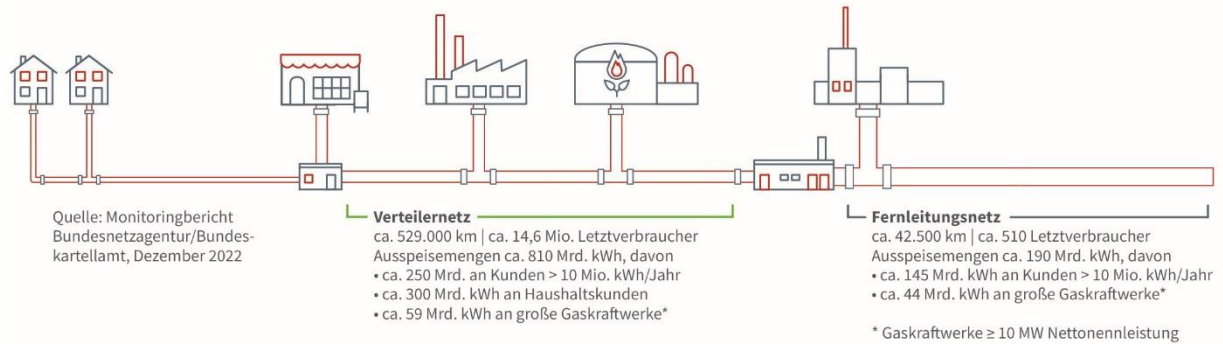 Quelle: Monitoringbericht
Bundesnetzagentur/Bundes-
kartellamt, Dezember 2022
Verteilernetz
ca. 529.000 km | ca. 14,6 Mio. Letztverbraucher
Ausspeisemengen ca. 810 Mrd. kWh, davon
• ca. 250 Mrd. an Kunden > 10 Mio. kWh/Jahr
• ca. 300 Mrd. kWh an Haushaltskunden
• ca. 59 Mrd. kWh an große Gaskraftwerke*
Fernleitungsnetz
ca. 42.500 km | ca. 510 Letztverbraucher
Ausspeisemengen ca. 190 Mrd. kWh, davon
• ca. 145 Mrd. kWh an Kunden > 10 Mio. kWh/Jahr
• ca. 44 Mrd. kWh an große Gaskraftwerke*
* Gaskraftwerke ≥ 10 MW Nettonennleistung